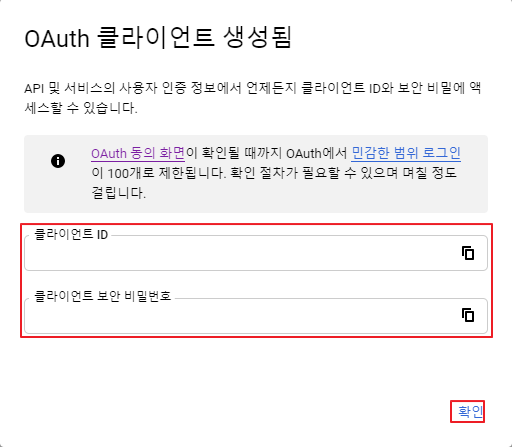 OAuth 클라이언트 생성됨
API 및 서비스의 사용자 인증 정보에서 언제든지 클라이언트 ID와 보안 비밀에 액
세스할 수 있습니다.
OAuth 동의 화면이 확인될 때까지 OAuth에서 민감한 범위 로그인
이 100개로 제한됩니다. 확인 절차가 필요할 수 있으며 며칠 정도
걸립니다.
클라이언트 ID
클라이언트 보안 비밀번호
확인